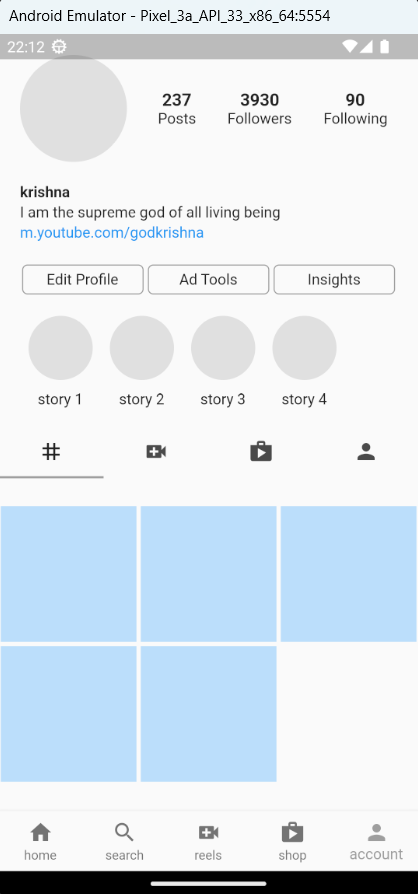 Android Emulator - Pixel_3a_API_33_x86_64:5554
22:12
237 3930 90
Posts Followers Following
krishna
I am the supreme god of all living being
m.youtube.com/godkrishna
Edit Profile Ad Tools Insights
story 1 story 2 story 3 story 4
home search reels shop account